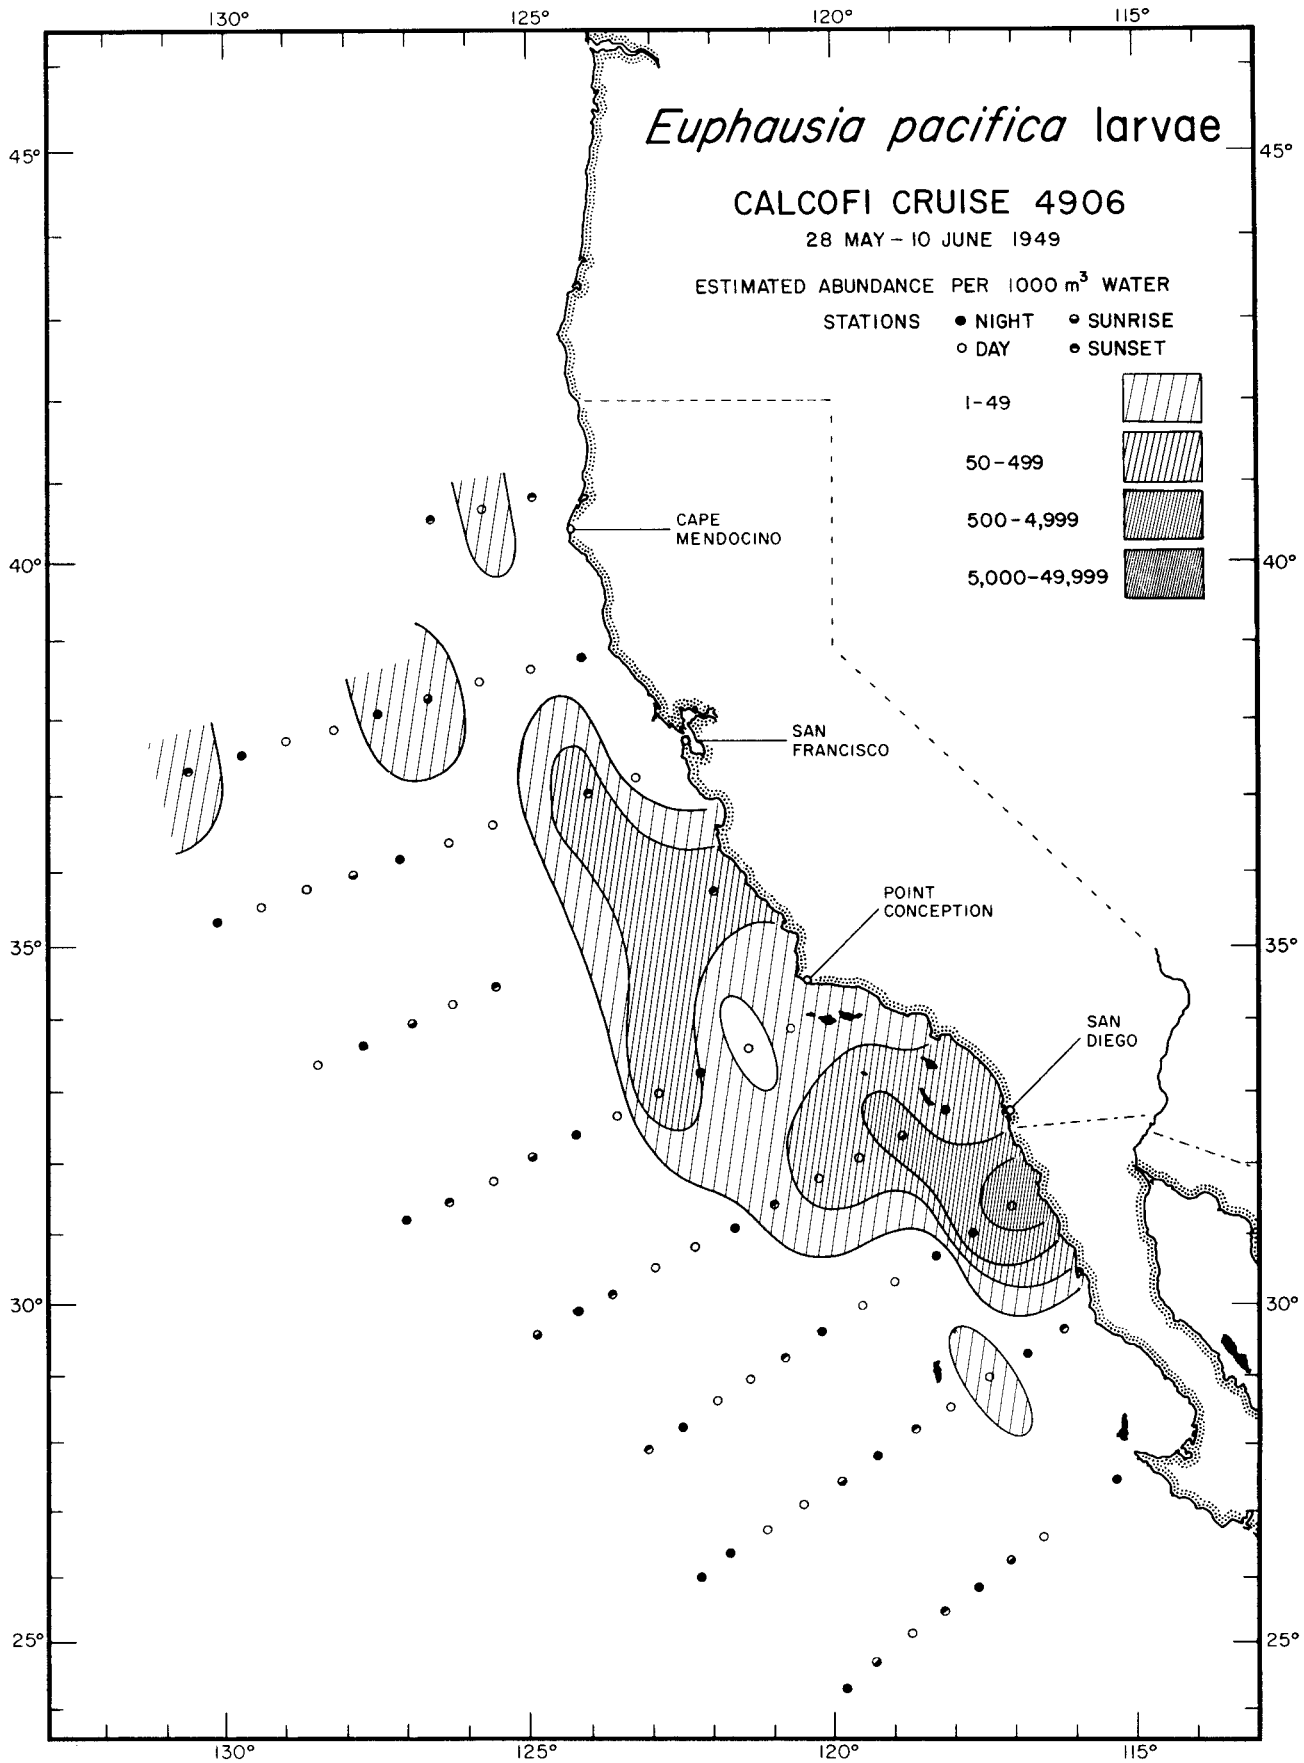 130° 125° 120° 115°
Euphausia pacifica larvae
45° 45°
CALCOFI CRUISE 4906
28 MAY – 10 JUNE 1949
ESTIMATED ABUNDANCE PER 1000 m³ WATER
STATIONS ● NIGHT ◒ SUNRISE
○ DAY ◓ SUNSET
1–49
50–499
500–4,999
5,000–49,999
CAPE
MENDOCINO
40° 40°
SAN
FRANCISCO
POINT
CONCEPTION
35° 35°
SAN
DIEGO
30° 30°
25° 25°
130° 125° 120° 115°